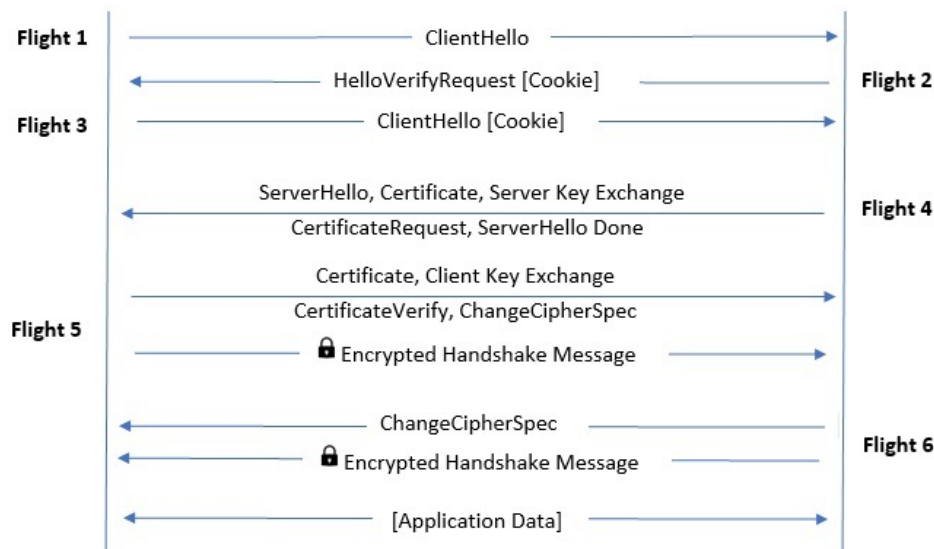 Flight 1
ClientHello
HelloVerifyRequest [Cookie]
Flight 2
Flight 3
ClientHello [Cookie]
ServerHello, Certificate, Server Key Exchange
Flight 4
CertificateRequest, ServerHello Done
Certificate, Client Key Exchange
CertificateVerify, ChangeCipherSpec
Flight 5
Encrypted Handshake Message
ChangeCipherSpec
Flight 6
Encrypted Handshake Message
[Application Data]